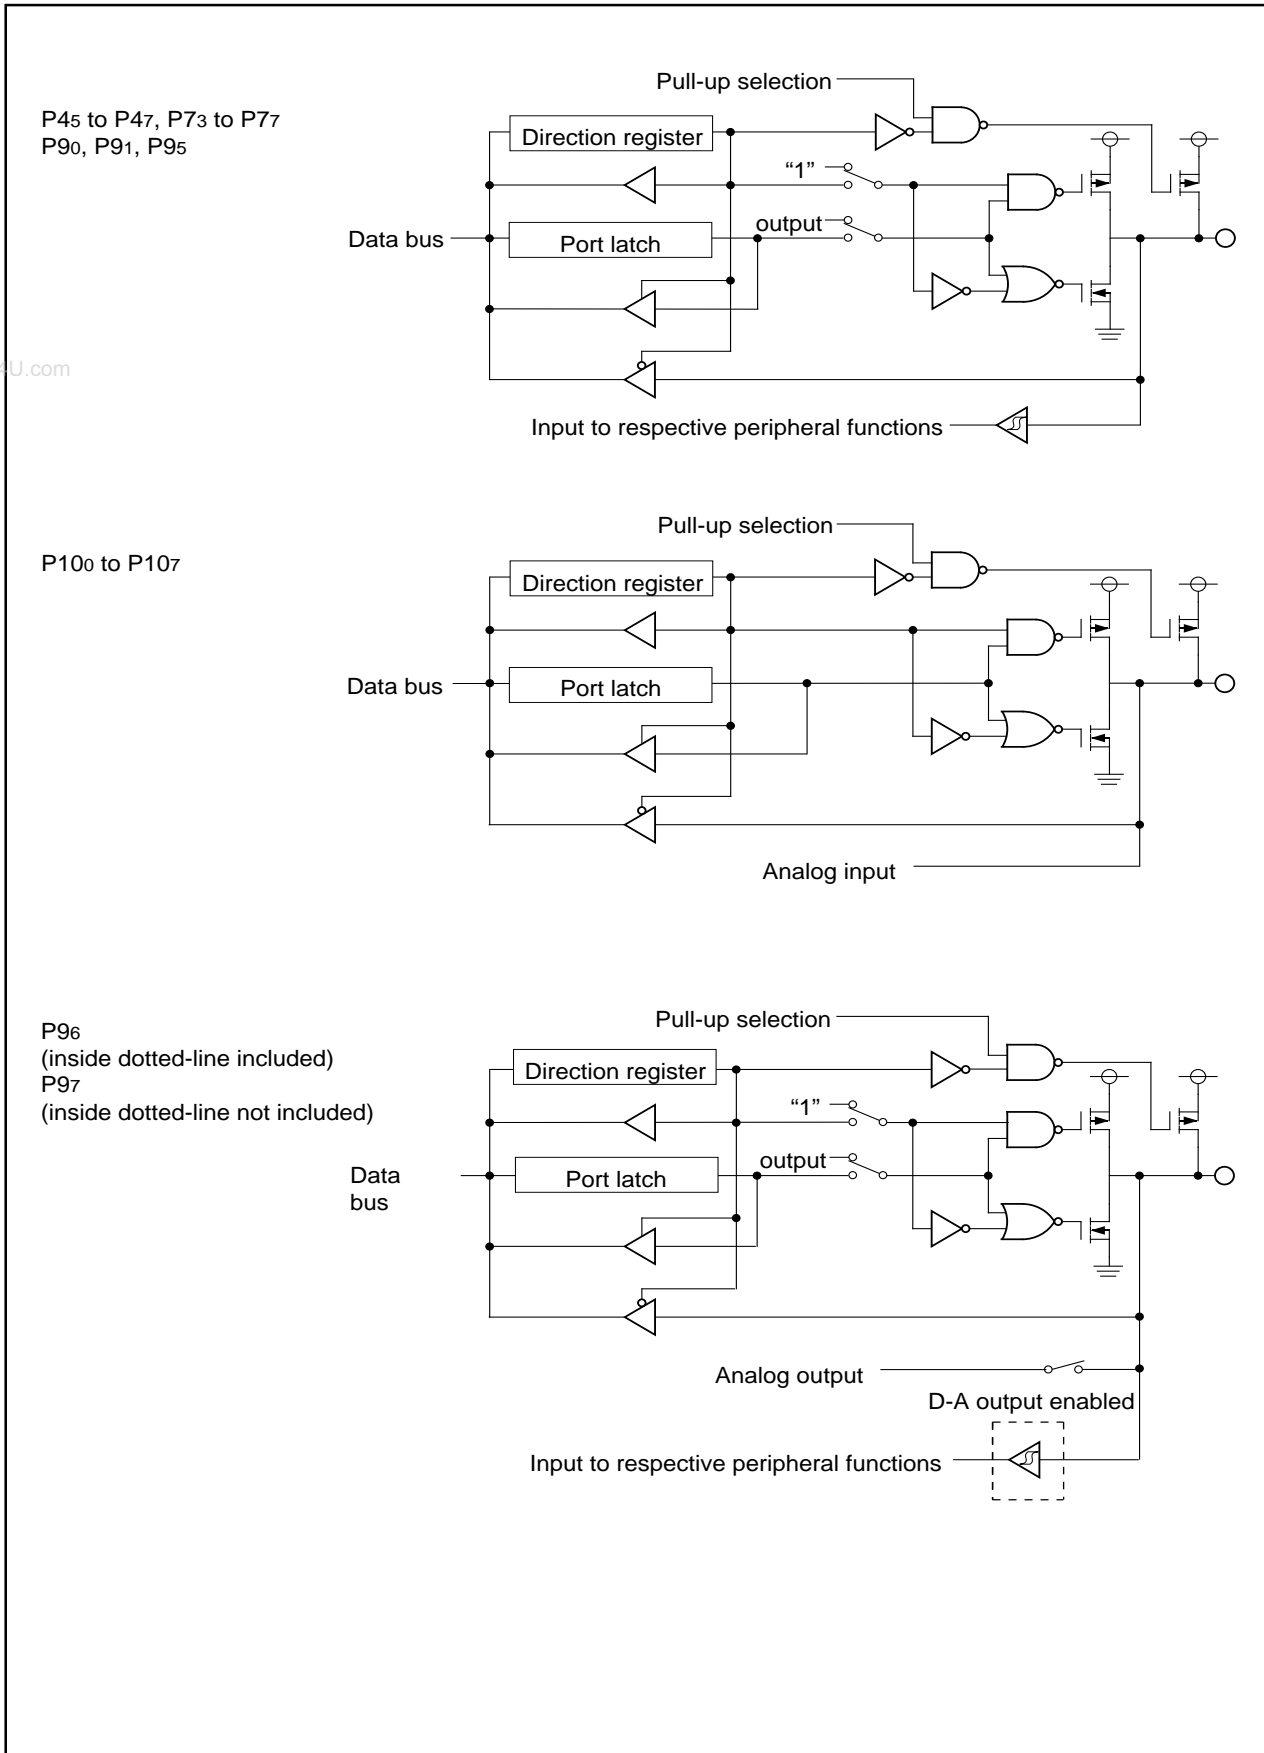 Pull-up selection
P45 to P47, P73 to P77
P90, P91, P95
Direction register
“1”
output
Data bus
Port latch
4U.com
Input to respective peripheral functions
Pull-up selection
P100 to P107
Direction register
Data bus
Port latch
Analog input
Pull-up selection
P96
(inside dotted-line included)
P97
(inside dotted-line not included)
Direction register
“1”
output
Data
bus
Port latch
Analog output
D-A output enabled
Input to respective peripheral functions